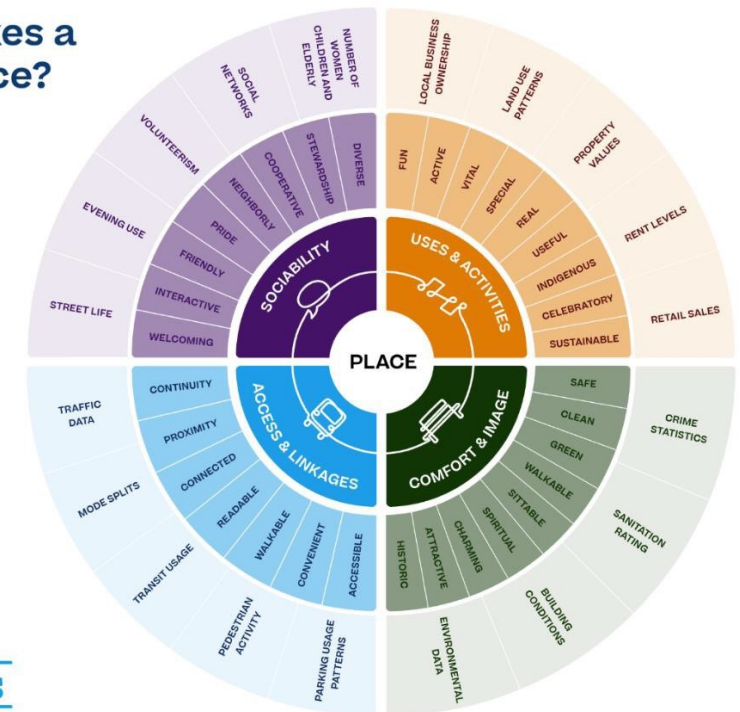 kes a
ce?
PLACE
SOCIABILITY
WELCOMING
INTERACTIVE
FRIENDLY
PRIDE
NEIGHBORLY
COOPERATIVE
STEWARDSHIP
DIVERSE
STREET LIFE
EVENING USE
VOLUNTEERISM
SOCIAL
NETWORKS
NUMBER OF
WOMEN
CHILDREN AND
ELDERLY
USES & ACTIVITIES
FUN
ACTIVE
VITAL
SPECIAL
REAL
USEFUL
INDIGENOUS
CELEBRATORY
SUSTAINABLE
LOCAL BUSINESS
OWNERSHIP
LAND USE
PATTERNS
PROPERTY
VALUES
RENT LEVELS
RETAIL SALES
ACCESS & LINKAGES
CONTINUITY
PROXIMITY
CONNECTED
READABLE
WALKABLE
CONVENIENT
ACCESSIBLE
TRAFFIC
DATA
MODE SPLITS
TRANSIT USAGE
PEDESTRIAN
ACTIVITY
PARKING USAGE
PATTERNS
COMFORT & IMAGE
SAFE
CLEAN
GREEN
WALKABLE
SITTABLE
SPIRITUAL
CHARMING
ATTRACTIVE
HISTORIC
CRIME
STATISTICS
SANITATION
RATING
BUILDING
CONDITIONS
ENVIRONMENTAL
DATA